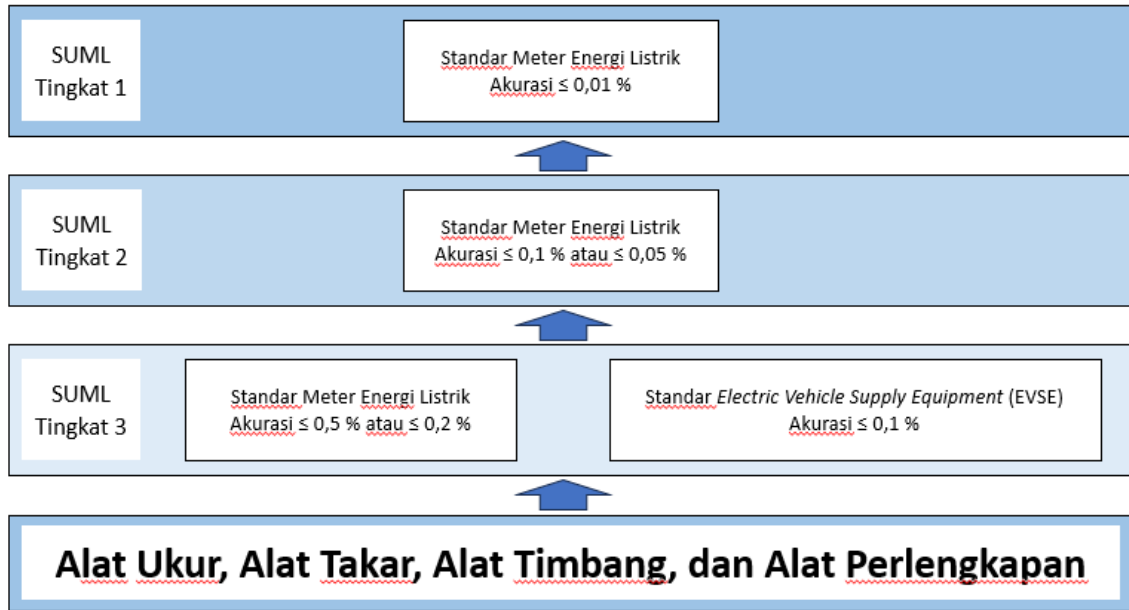 SUML
Tingkat 1
Standar Meter Energi Listrik
Akurasi ≤ 0,01 %
SUML
Tingkat 2
Standar Meter Energi Listrik
Akurasi ≤ 0,1 % atau ≤ 0,05 %
SUML
Tingkat 3
Standar Meter Energi Listrik
Akurasi ≤ 0,5 % atau ≤ 0,2 %
Standar Electric Vehicle Supply Equipment (EVSE)
Akurasi ≤ 0,1 %
Alat Ukur, Alat Takar, Alat Timbang, dan Alat Perlengkapan